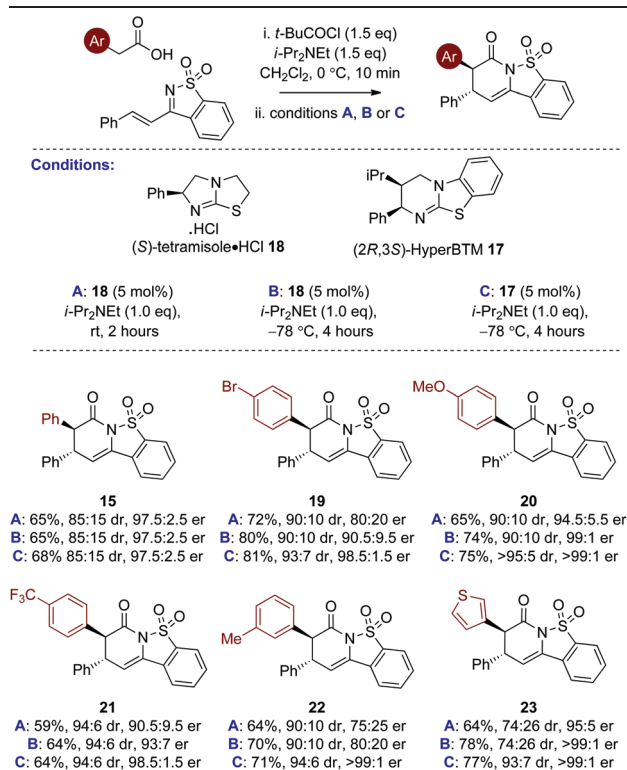 Ar
O
OH
O O
S
N
Ph
i. t-BuCOCl (1.5 eq)
i-Pr2NEt (1.5 eq)
CH2Cl2, 0 °C, 10 min
ii. conditions A, B or C
Ar
O
O O
N S
Ph
Conditions:
Ph
N
N S
.HCl
(S)-tetramisole•HCl 18
iPr
N
Ph
N S
(2R,3S)-HyperBTM 17
A: 18 (5 mol%)
i-Pr2NEt (1.0 eq),
rt, 2 hours
B: 18 (5 mol%)
i-Pr2NEt (1.0 eq),
−78 °C, 4 hours
C: 17 (5 mol%)
i-Pr2NEt (1.0 eq),
−78 °C, 4 hours
Ph
O
O O
N S
Ph
15
A: 65%, 85:15 dr, 97.5:2.5 er
B: 65%, 85:15 dr, 97.5:2.5 er
C: 68% 85:15 dr, 97.5:2.5 er
Br
O
O O
N S
Ph
19
A: 72%, 90:10 dr, 80:20 er
B: 80%, 90:10 dr, 90.5:9.5 er
C: 81%, 93:7 dr, 98.5:1.5 er
MeO
O
O O
N S
Ph
20
A: 65%, 90:10 dr, 94.5:5.5 er
B: 74%, 90:10 dr, 99:1 er
C: 75%, >95:5 dr, >99:1 er
F3C
O
O O
N S
Ph
21
A: 59%, 94:6 dr, 90.5:9.5 er
B: 64%, 94:6 dr, 93:7 er
C: 64%, 94:6 dr, 98.5:1.5 er
Me
O
O O
N S
Ph
22
A: 64%, 90:10 dr, 75:25 er
B: 70%, 90:10 dr, 80:20 er
C: 71%, 94:6 dr, >99:1 er
S
O
O O
N S
Ph
23
A: 64%, 74:26 dr, 95:5 er
B: 78%, 74:26 dr, >99:1 er
C: 77%, 93:7 dr, >99:1 er